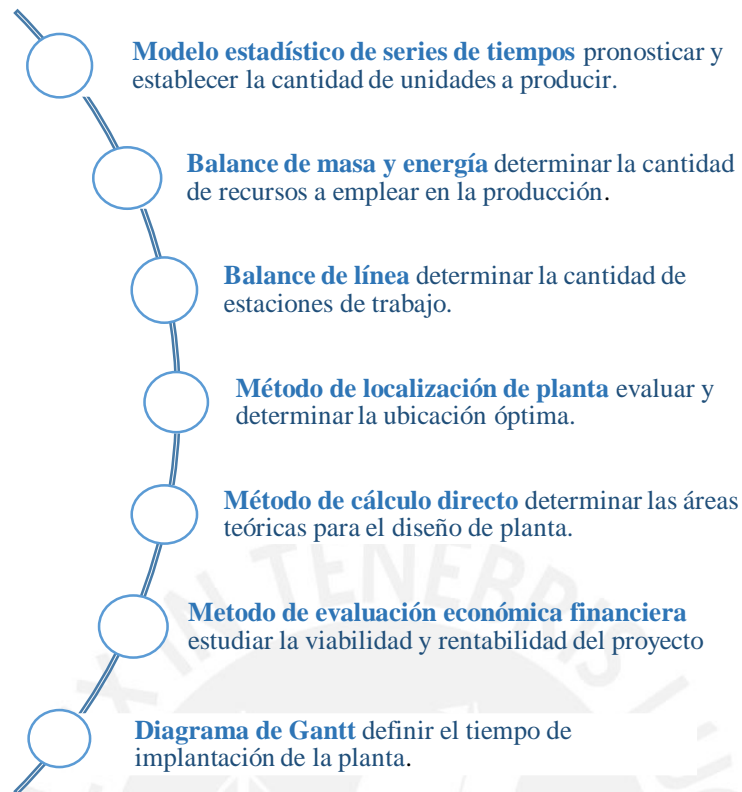 Modelo estadístico de series de tiempos pronosticar y
establecer la cantidad de unidades a producir.
Balance de masa y energía determinar la cantidad
de recursos a emplear en la producción.
Balance de línea determinar la cantidad de
estaciones de trabajo.
Método de localización de planta evaluar y
determinar la ubicación óptima.
Método de cálculo directo determinar las áreas
teóricas para el diseño de planta.
Metodo de evaluación económica financiera
estudiar la viabilidad y rentabilidad del proyecto
Diagrama de Gantt definir el tiempo de
implantación de la planta.
IN TENEBRIS